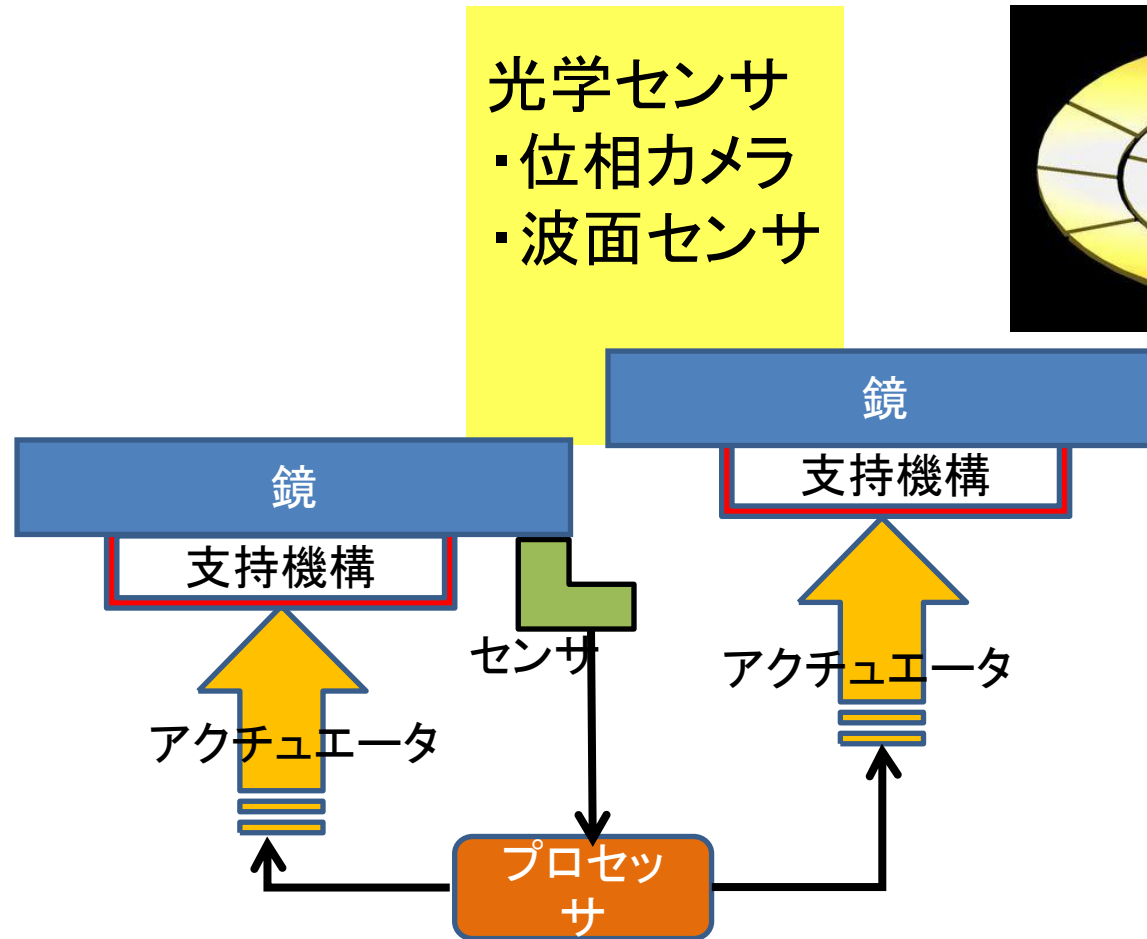 光学センサ
・位相カメラ
・波面センサ
鏡
支持機構
鏡
支持機構
センサ
アクチュエータ
アクチュエータ
プロセッ
サ